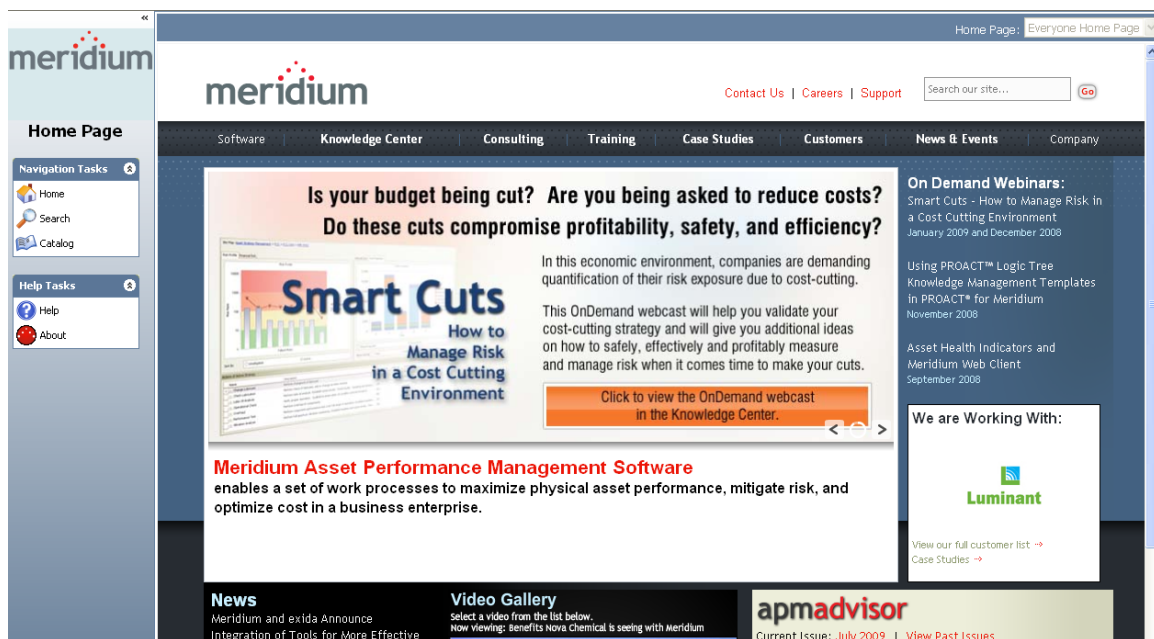 «
Home Page: Everyone Home Page
meridium
Home Page
Navigation Tasks
Home
Search
Catalog
Help Tasks
Help
About
meridium
Contact Us | Careers | Support
Search our site...
Go
Software Knowledge Center Consulting Training Case Studies Customers News & Events Company
Is your budget being cut? Are you being asked to reduce costs?
Do these cuts compromise profitability, safety, and efficiency?
Smart Cuts
How to
Manage Risk
in a Cost Cutting
Environment
In this economic environment, companies are demanding
quantification of their risk exposure due to cost-cutting.
This OnDemand webcast will help you validate your
cost-cutting strategy and will give you additional ideas
on how to safely, effectively and profitably measure
and manage risk when it comes time to make your cuts.
Click to view the OnDemand webcast
in the Knowledge Center.
< >
Meridium Asset Performance Management Software
enables a set of work processes to maximize physical asset performance, mitigate risk, and
optimize cost in a business enterprise.
On Demand Webinars:
Smart Cuts - How to Manage Risk in
a Cost Cutting Environment
January 2009 and December 2008
Using PROACT™ Logic Tree
Knowledge Management Templates
in PROACT® for Meridium
November 2008
Asset Health Indicators and
Meridium Web Client
September 2008
We are Working With:
Luminant
View our full customer list
Case Studies
News
Meridium and exida Announce
Integration of Tools for More Effective
Video Gallery
Select a video from the list below.
Now viewing: Benefits Nova Chemical is seeing with Meridium
apmadvisor
Current Issue: July 2009 | View Past Issues